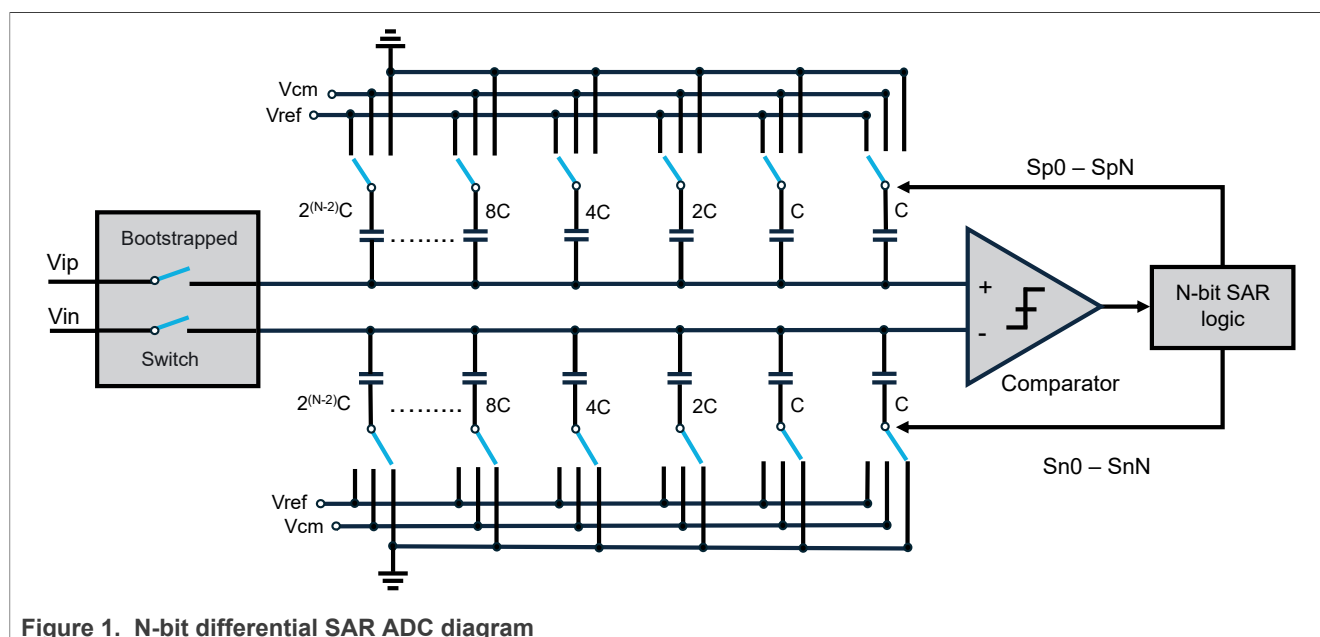 Vcm
Vref
Sp0 – SpN
2(N-2)C ......... 8C 4C 2C C C
Bootstrapped
Vip
Vin
Switch
+
-
Comparator
N-bit SAR
logic
2(N-2)C ......... 8C 4C 2C C C
Sn0 – SnN
Vref
Vcm
Figure 1. N-bit differential SAR ADC diagram